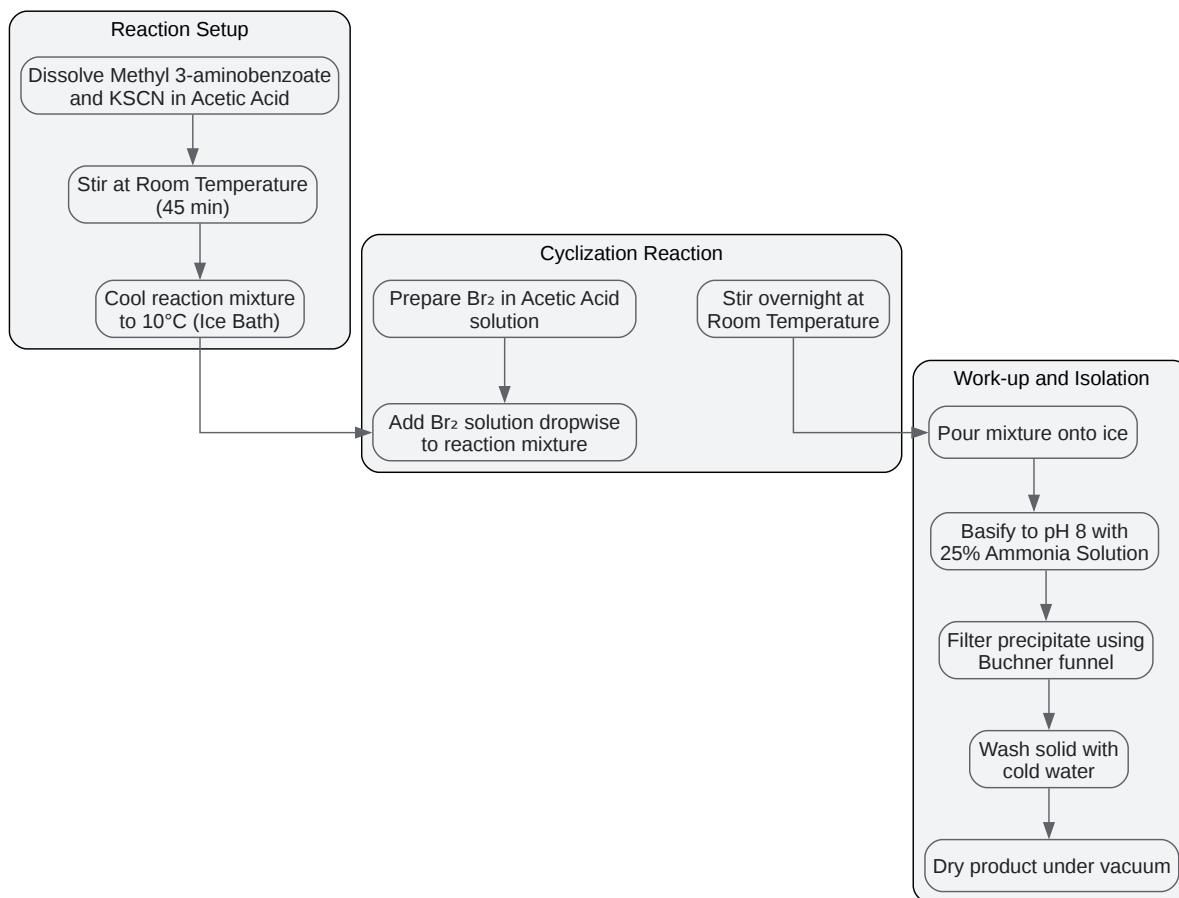 Reaction Setup
Dissolve Methyl 3-aminobenzoate
and KSCN in Acetic Acid
Stir at Room Temperature
(45 min)
Cool reaction mixture
to 10°C (Ice Bath)
Cyclization Reaction
Prepare Br₂ in Acetic Acid
solution
Add Br₂ solution dropwise
to reaction mixture
Stir overnight at
Room Temperature
Work-up and Isolation
Pour mixture onto ice
Basify to pH 8 with
25% Ammonia Solution
Filter precipitate using
Buchner funnel
Wash solid with
cold water
Dry product under vacuum